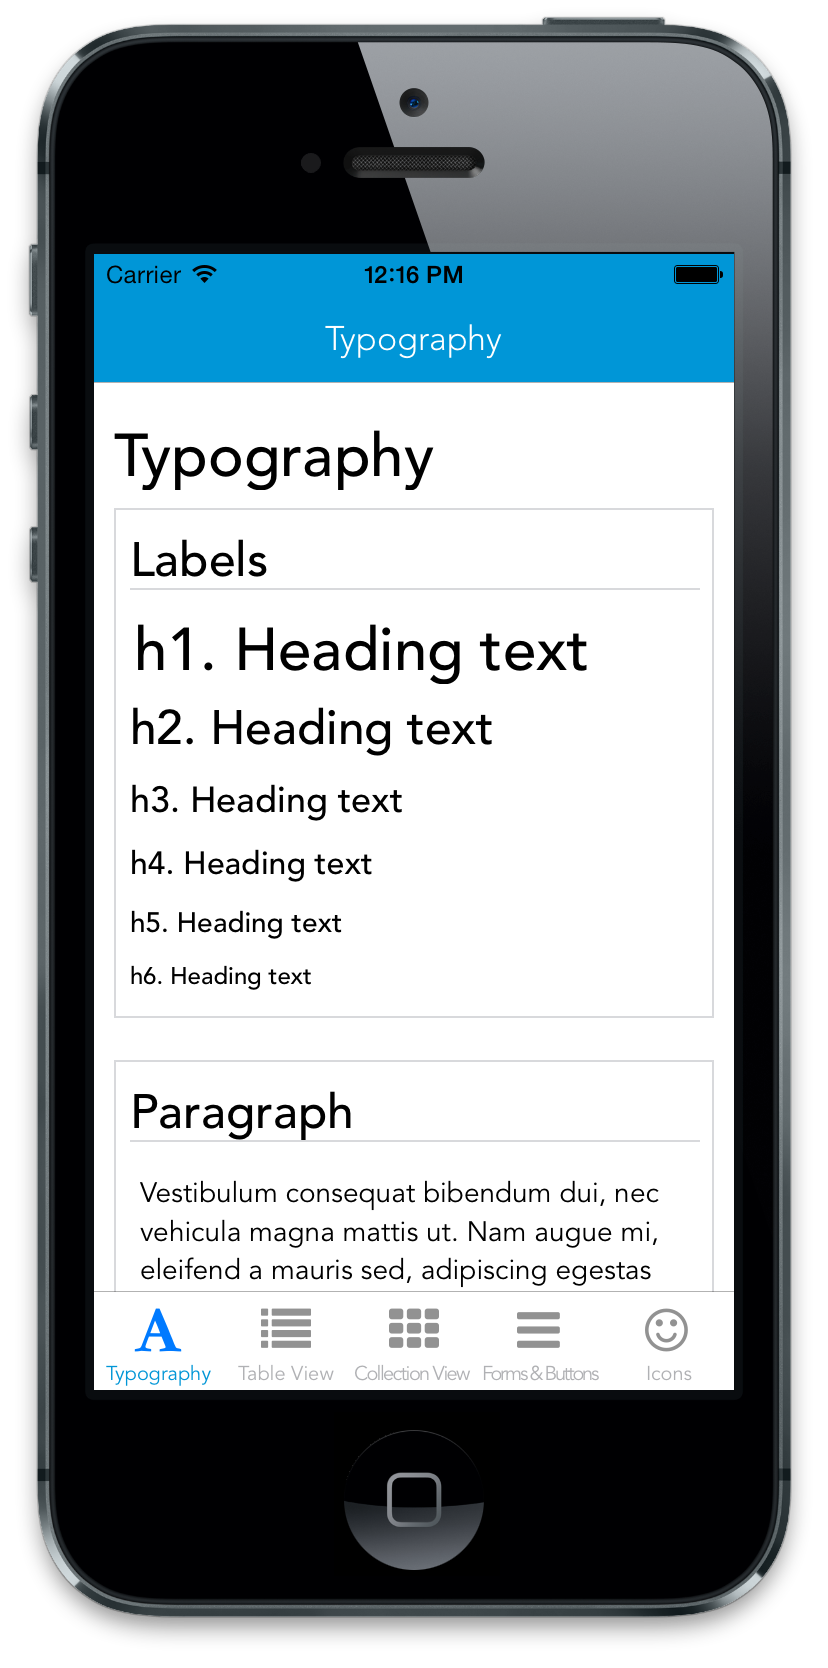 Carrier 12:16 PM
Typography
Typography
Labels
h1. Heading text
h2. Heading text
h3. Heading text
h4. Heading text
h5. Heading text
h6. Heading text
Paragraph
Vestibulum consequat bibendum dui, nec
vehicula magna mattis ut. Nam augue mi,
eleifend a mauris sed, adipiscing egestas
A
Typography Table View Collection View Forms & Buttons Icons